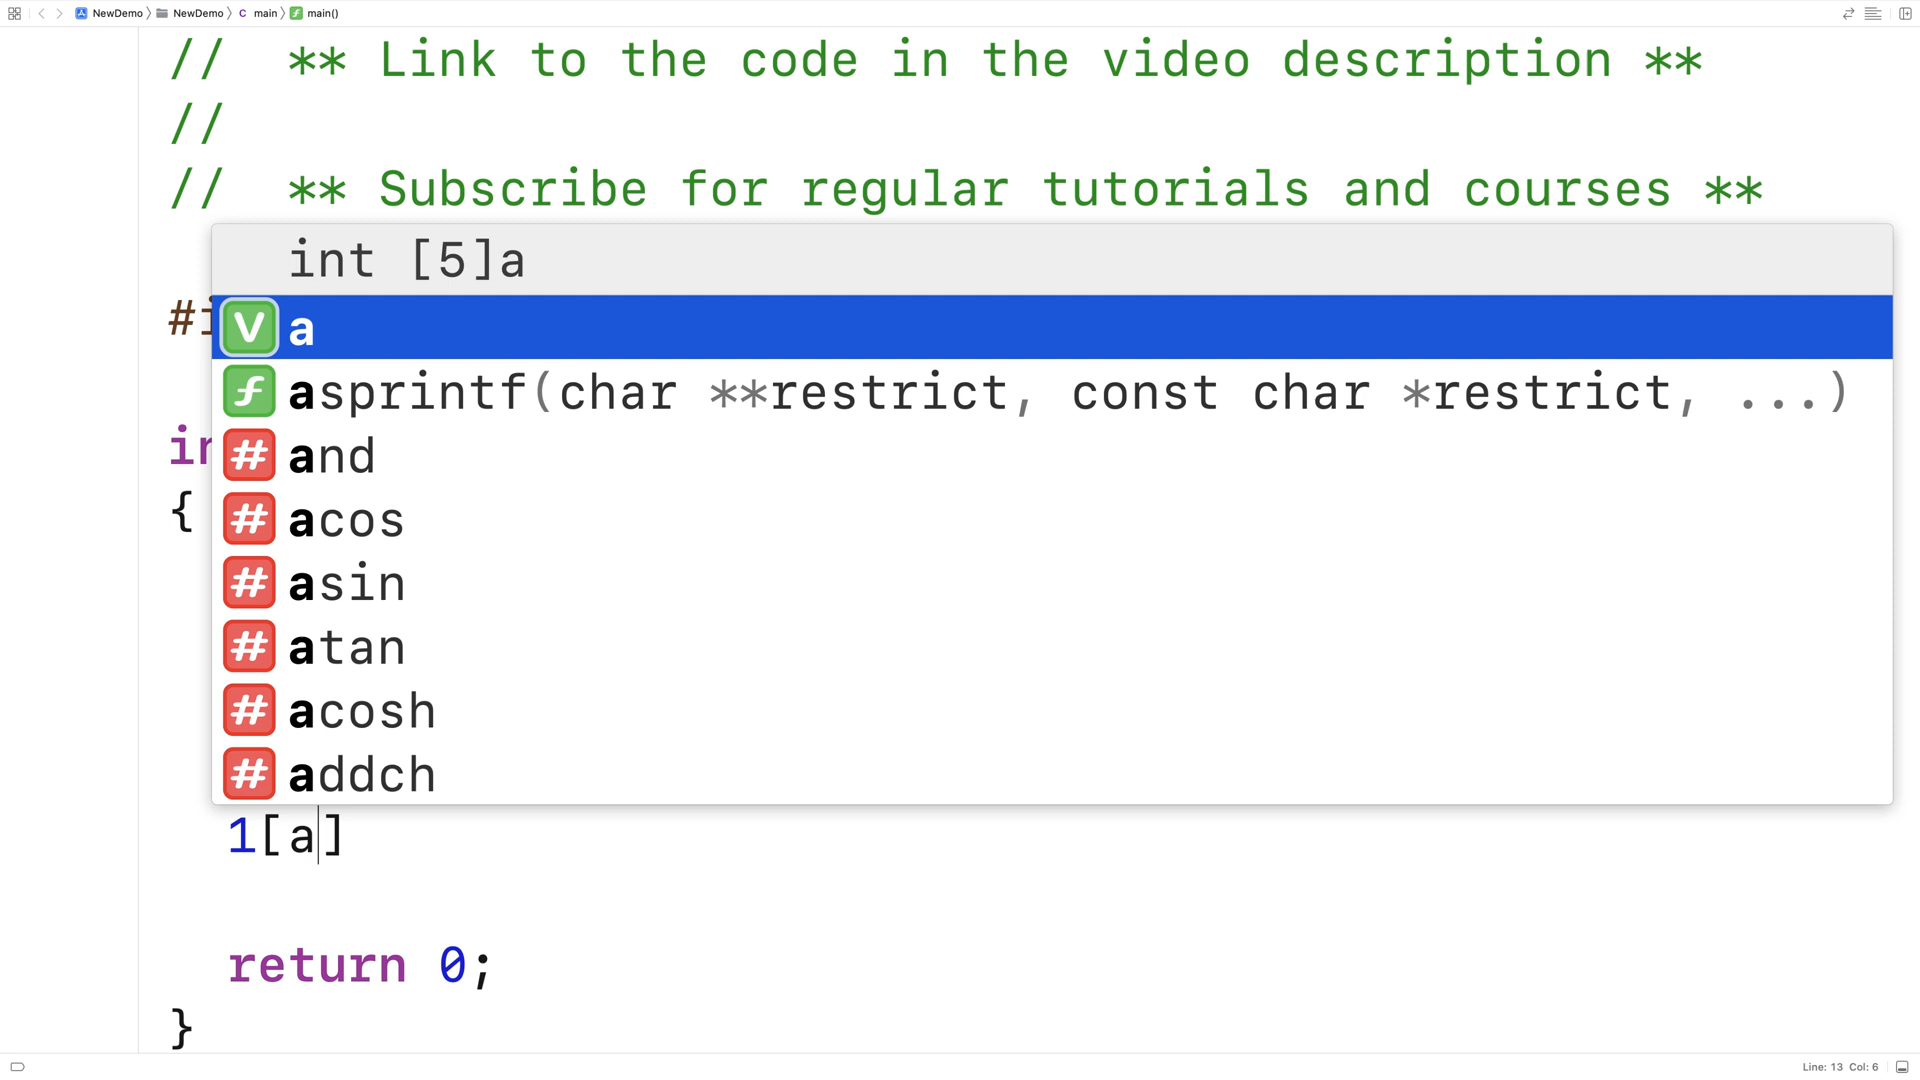 NewDemo NewDemo C main f main()
// ** Link to the code in the video description **
//
// ** Subscribe for regular tutorials and courses **
int [5]a
#i
V a
f asprintf(char **restrict, const char *restrict, ...)
in
# and
{
# acos
# asin
# atan
# acosh
# addch
1[a]
return 0;
}
Line: 13 Col: 6